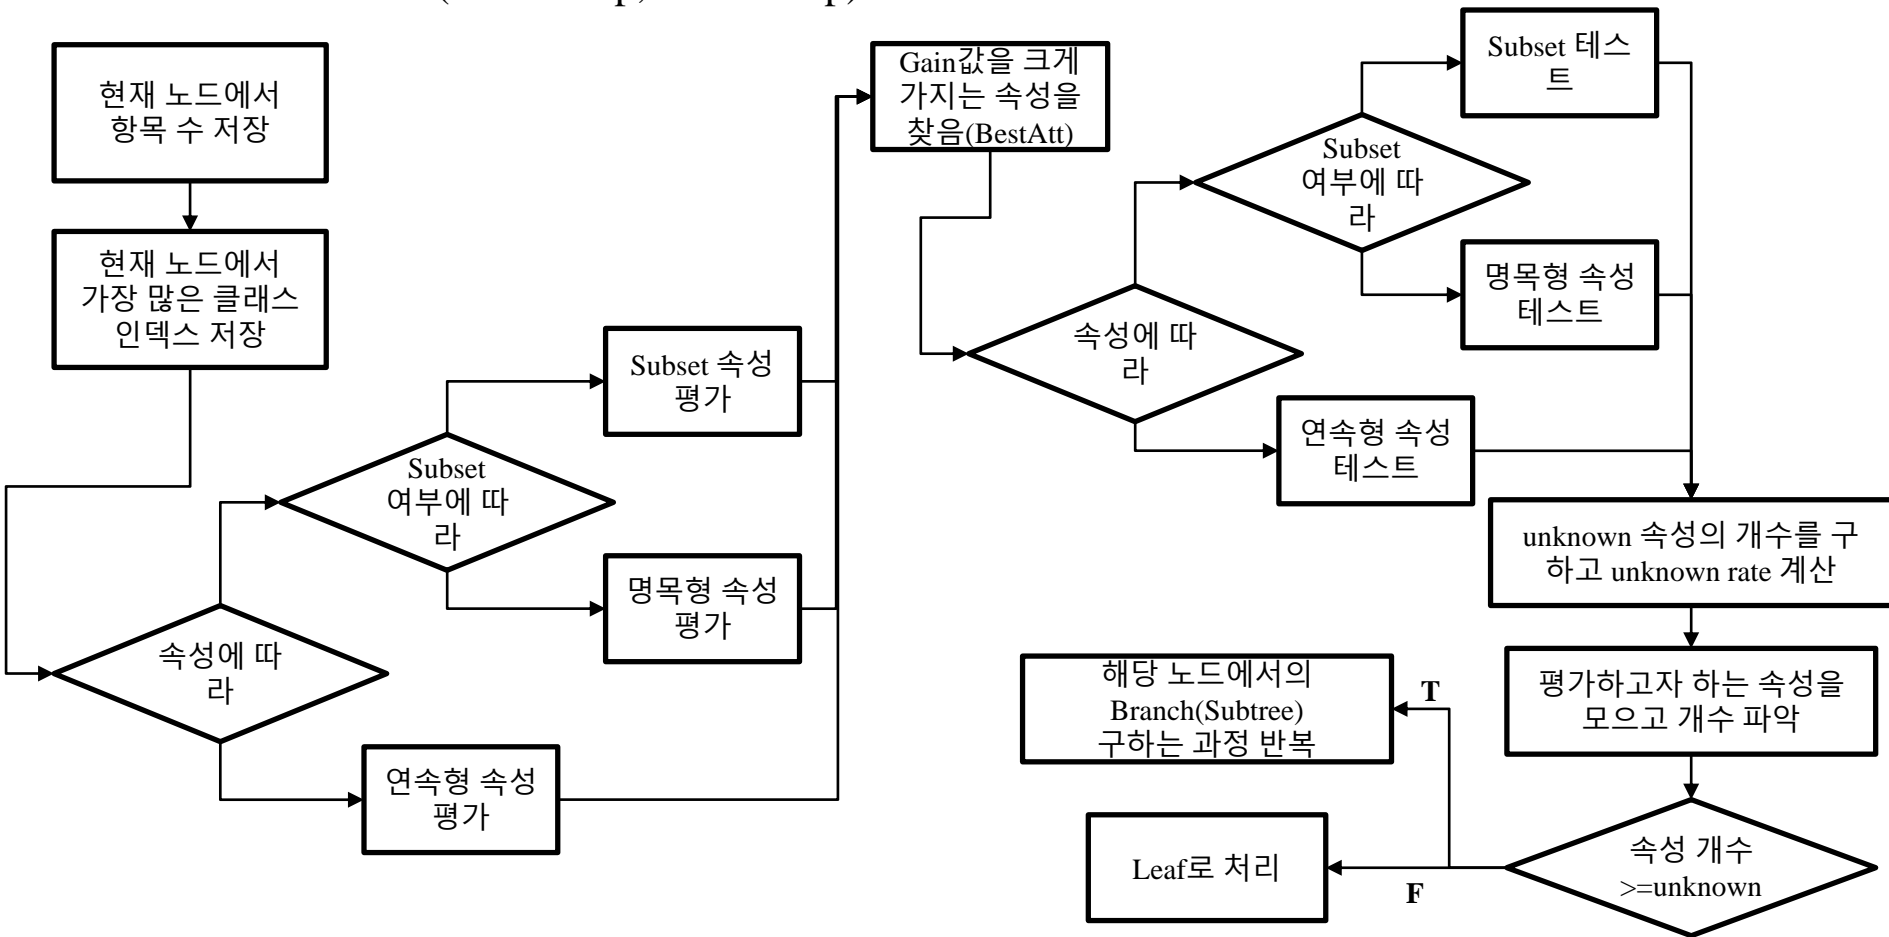 현재 노드에서
항목 수 저장
현재 노드에서
가장 많은 클래스
인덱스 저장
속성에 따
라
Subset
여부에 따
라
Subset 속성
평가
명목형 속성
평가
연속형 속성
평가
Gain값을 크게
가지는 속성을
찾음(BestAtt)
속성에 따
라
Subset
여부에 따
라
Subset 테스
트
명목형 속성
테스트
연속형 속성
테스트
unknown 속성의 개수를 구
하고 unknown rate 계산
평가하고자 하는 속성을
모으고 개수 파악
속성 개수
>=unknown
T
해당 노드에서의
Branch(Subtree)
구하는 과정 반복
F
Leaf로 처리